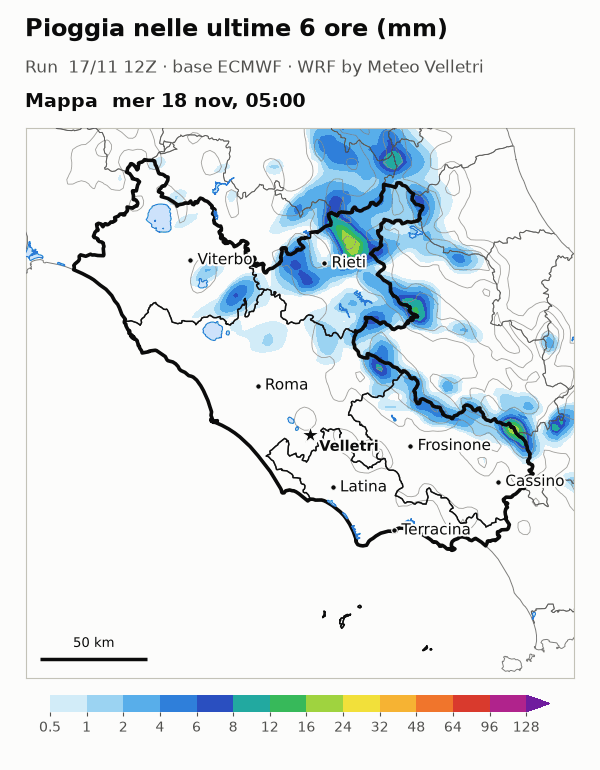 Pioggia nelle ultime 6 ore (mm)
Run  17/11 12Z · base ECMWF · WRF by Meteo Velletri
Mappa  mer 18 nov, 05:00
Viterbo
Rieti
Roma
Velletri
Frosinone
Latina
Cassino
Terracina
50 km
0.5 1 2 4 6 8 12 16 24 32 48 64 96 128